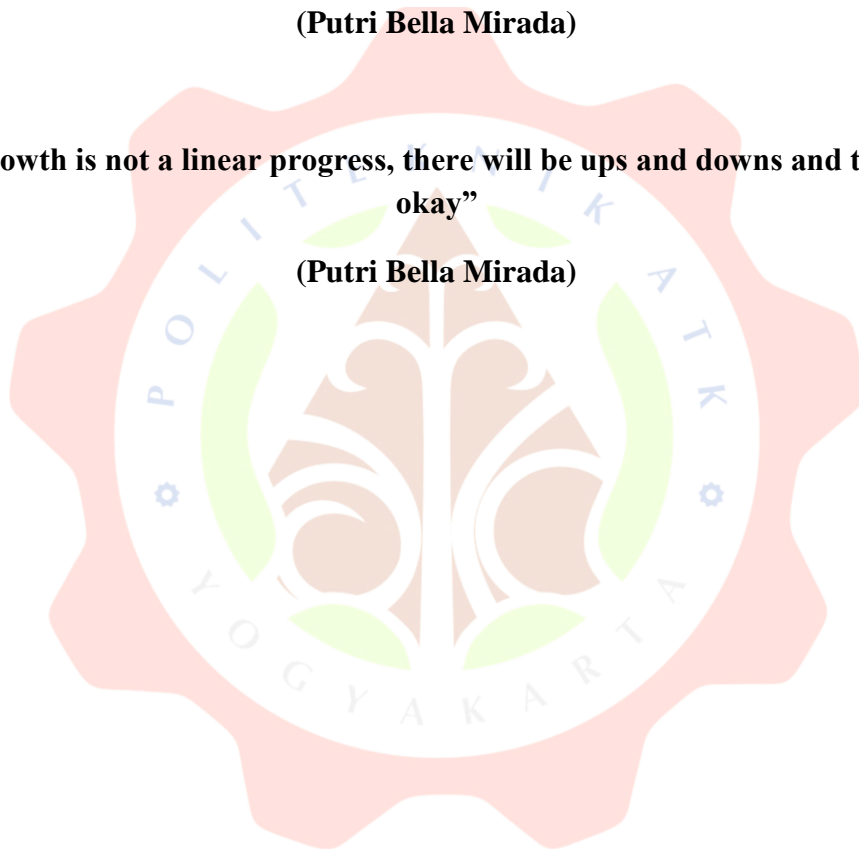 (Putri Bella Mirada)
owth is not a linear progress, there will be ups and downs and t
okay”
(Putri Bella Mirada)
POLITEKNIK ATK
YOGYAKARTA